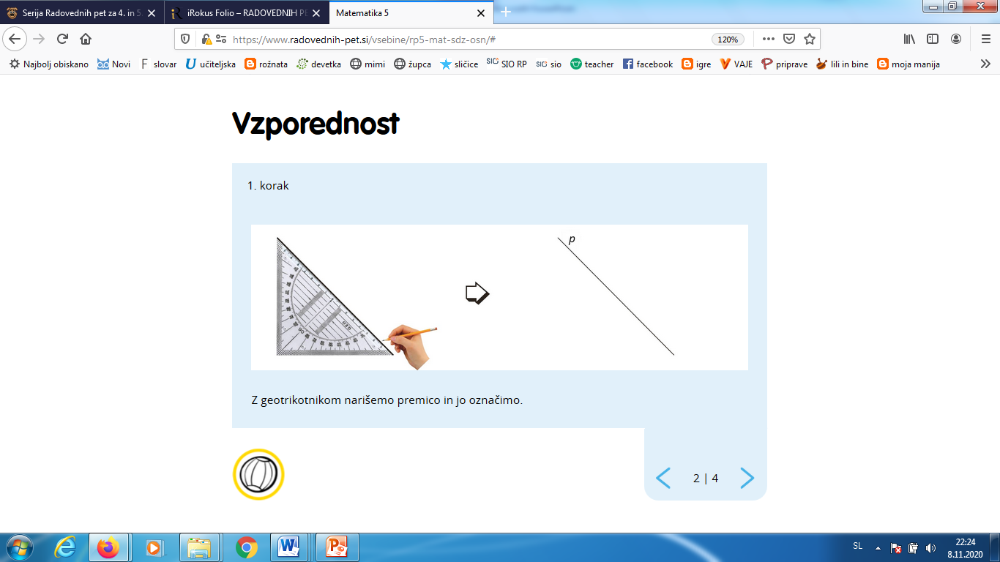 Serija Radovednih pet za 4. in 5.
iRokus Folio – RADOVEDNIH PE
Matematika 5
https://www.radovednih-pet.si/vsebine/rp5-mat-sdz-osn/#
120%
Najbolj obiskano
Novi
slovar
učiteljska
rožnata
devetka
mimi
župca
sličice
SIO RP
sio
teacher
facebook
igre
VAJE
priprave
lili in bine
moja manija
Vzporednost
1. korak
p
Z geotrikotnikom narišemo premico in jo označimo.
2 | 4
SL
22:24
8.11.2020